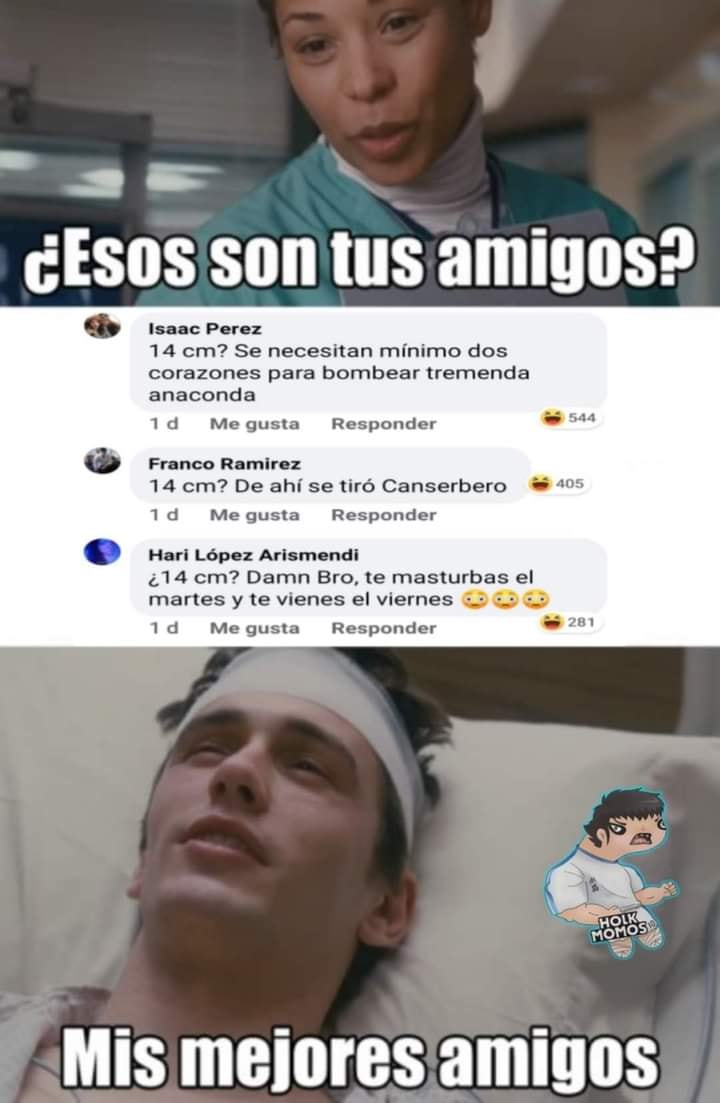 ¿Esos son tus amigos?
Isaac Perez
14 cm? Se necesitan mínimo dos
corazones para bombear tremenda
anaconda
1 d Me gusta Responder 544
Franco Ramirez
14 cm? De ahí se tiró Canserbero 405
1 d Me gusta Responder
Hari López Arismendi
¿14 cm? Damn Bro, te masturbas el
martes y te vienes el viernes 😳😳😳
1 d Me gusta Responder 281
HOLK
MOMOS
Mis mejores amigos